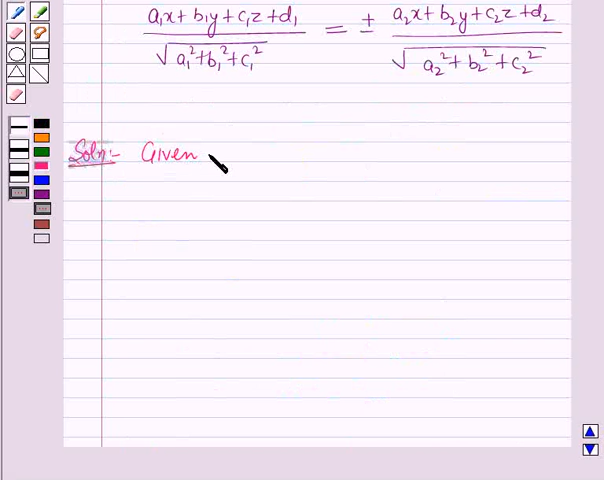 a₁x + b₁y + c₁z + d₁ / √(a₁² + b₁² + c₁²) = ± a₂x + b₂y + c₂z + d₂ / √(a₂² + b₂² + c₂²)
Soln:- Given